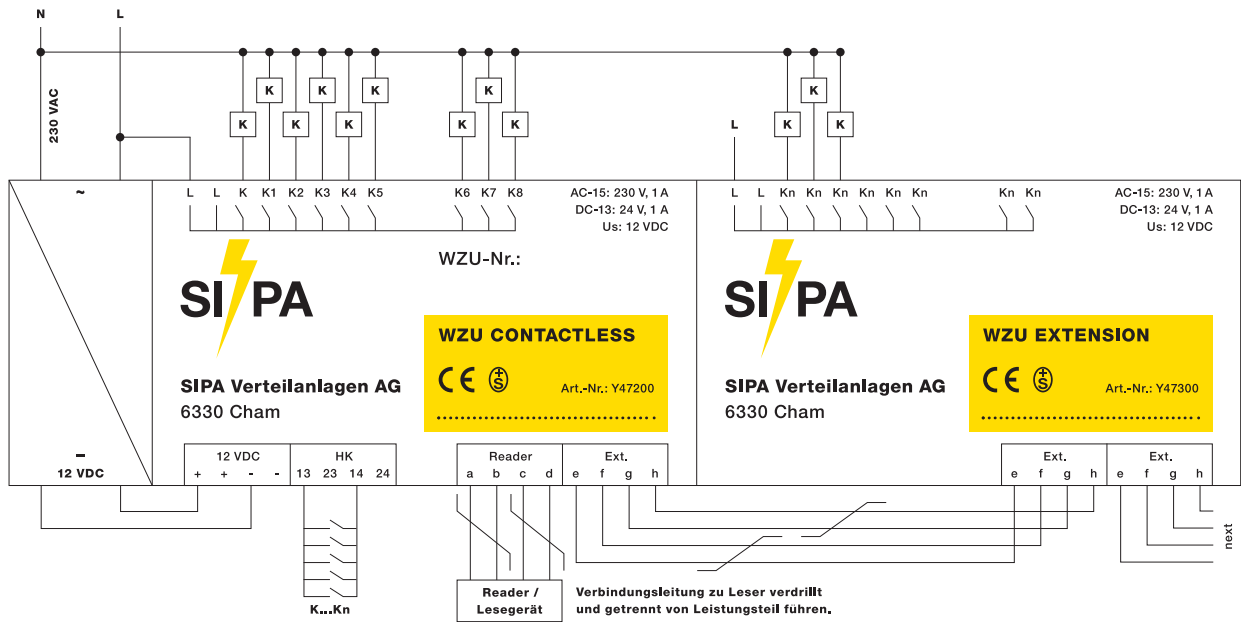 N L
230 VAC
K K K
K K K K K K
L K K
~
L L K K1 K2 K3 K4 K5 K6 K7 K8
AC-15: 230 V, 1 A
DC-13: 24 V, 1 A
Us: 12 VDC
L L Kn Kn Kn Kn Kn Kn Kn Kn
AC-15: 230 V, 1 A
DC-13: 24 V, 1 A
Us: 12 VDC
WZU-Nr.:
SIPA
WZU CONTACTLESS
CE S
Art.-Nr.: Y47200
SIPA Verteilanlagen AG
6330 Cham
SIPA
WZU EXTENSION
CE S
Art.-Nr.: Y47300
SIPA Verteilanlagen AG
6330 Cham
–
12 VDC
12 VDC
+ + - -
HK
13 23 14 24
Reader
a b c d
Ext.
e f g h
Ext.
e f g h
Ext.
e f g h
next
K...Kn
Reader /
Lesegerät
Verbindungsleitung zu Leser verdrillt
und getrennt von Leistungsteil führen.